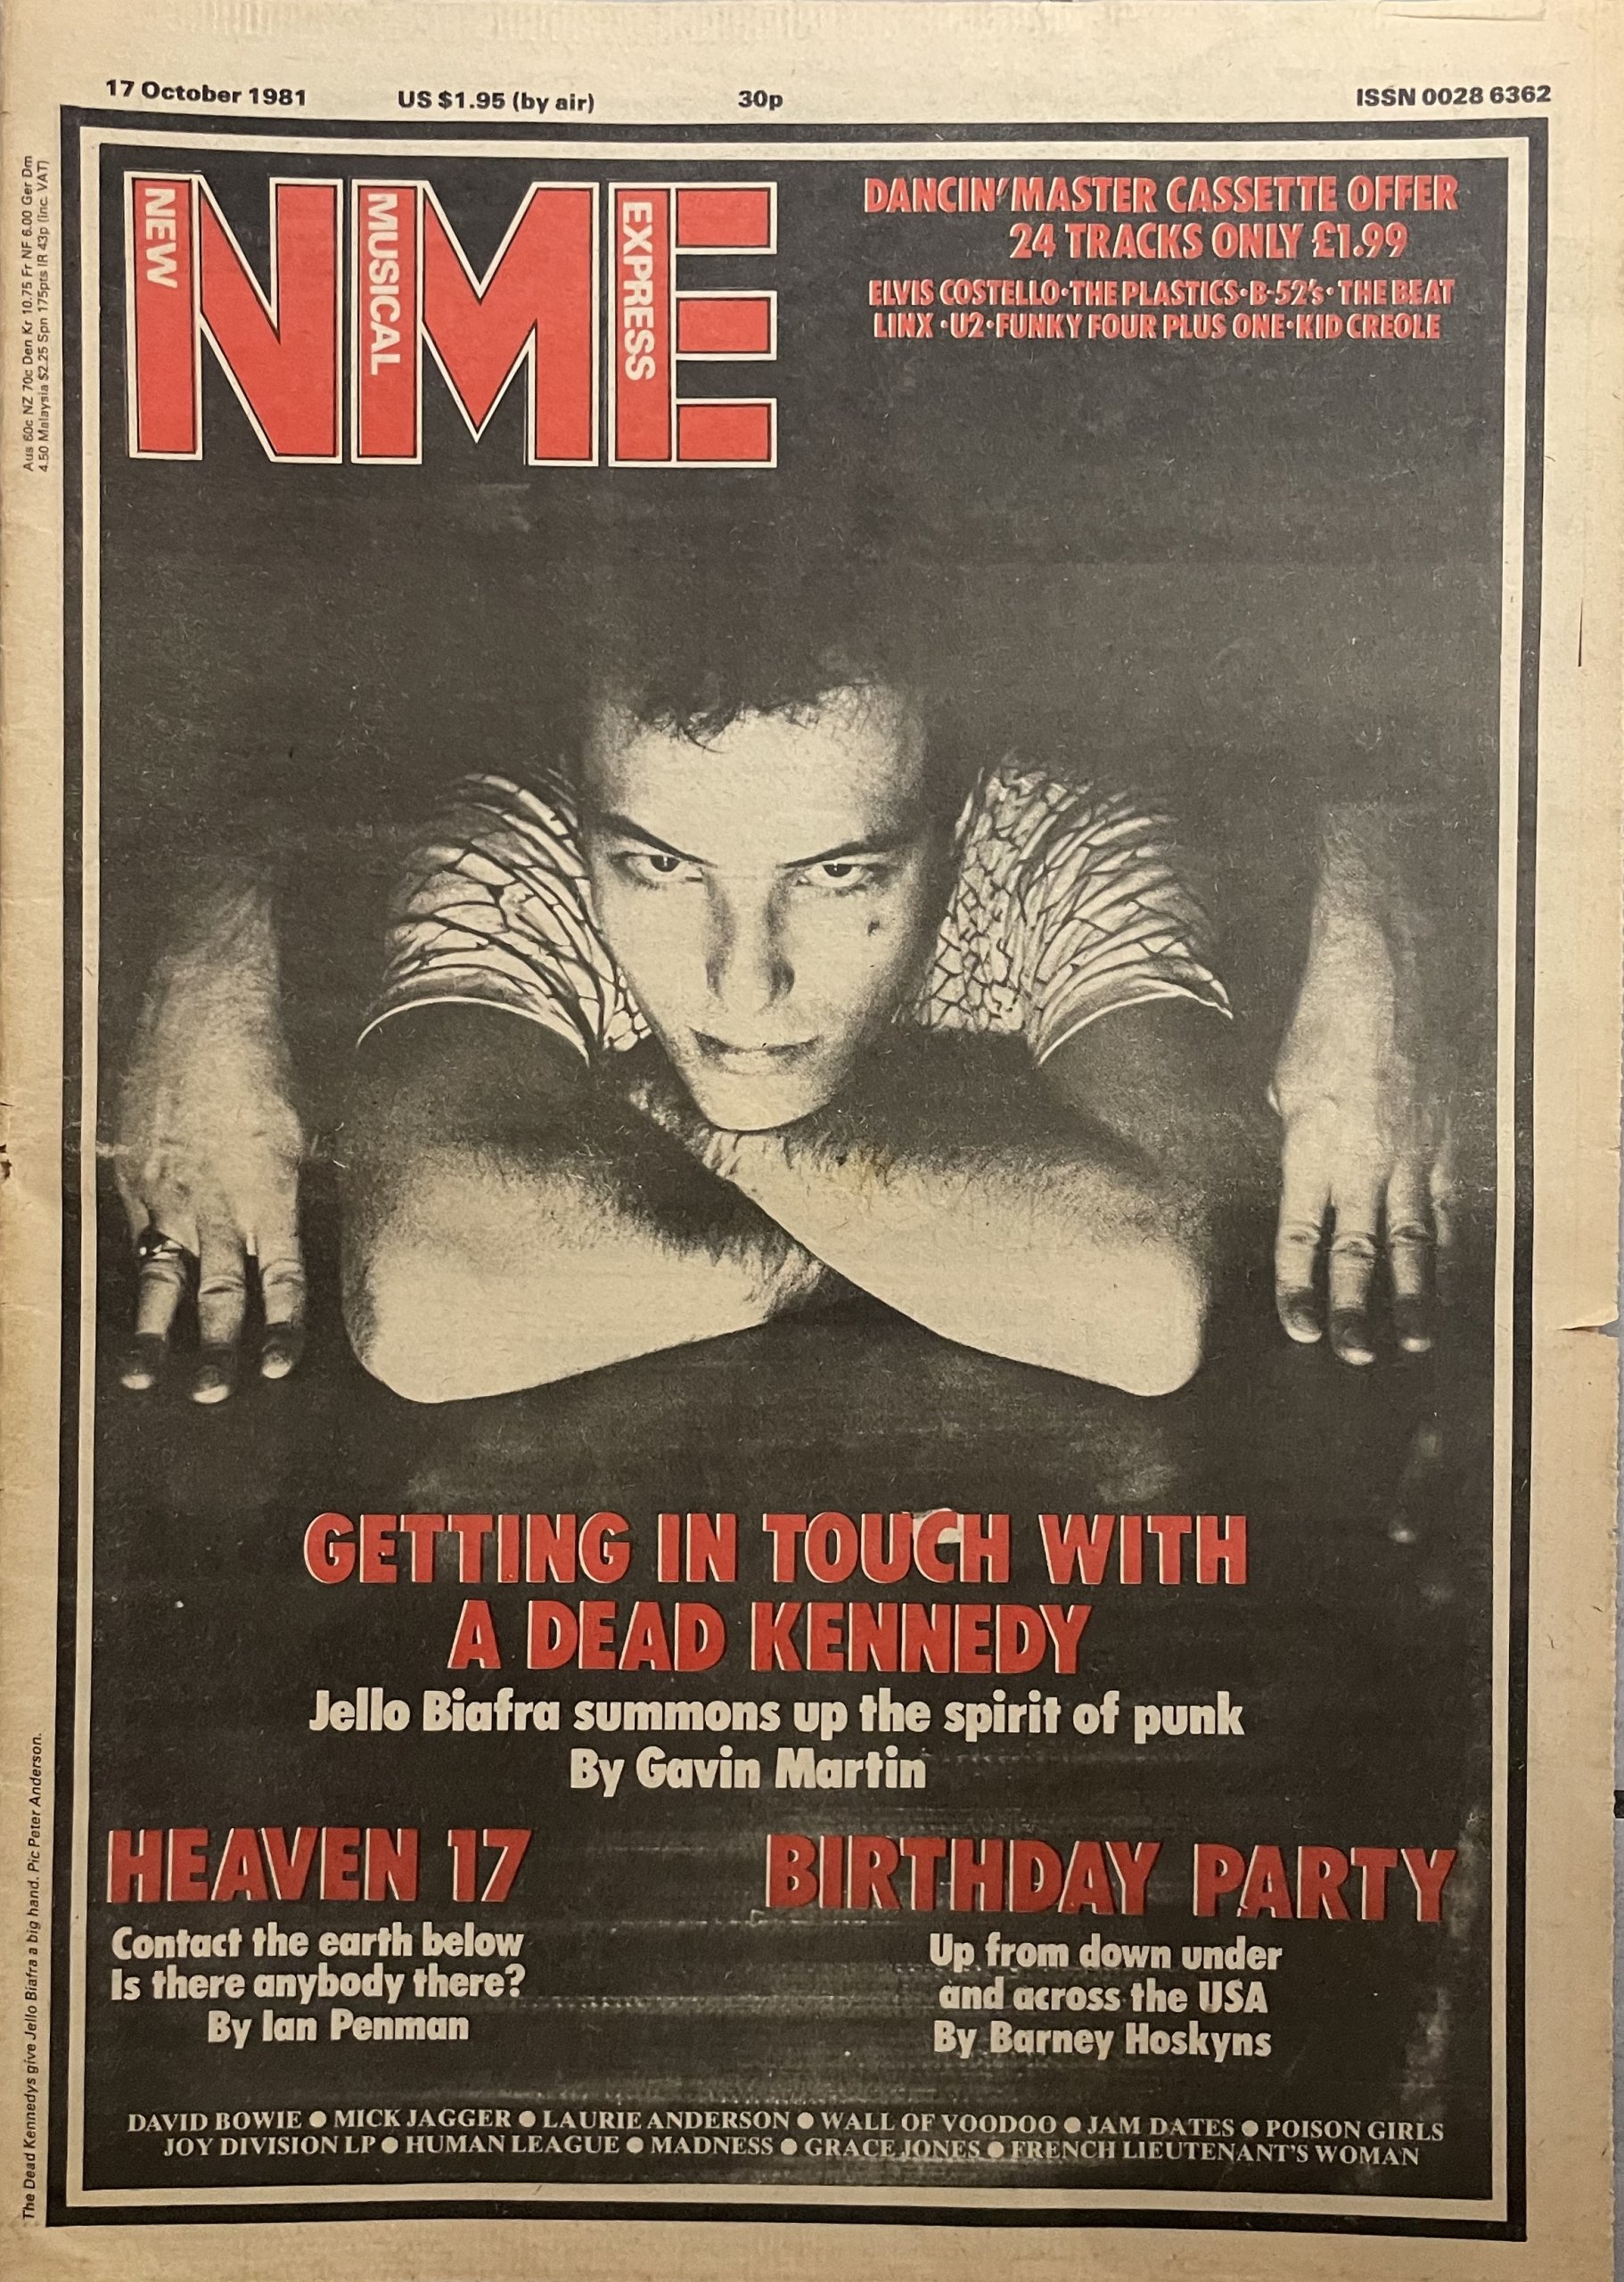 17 October 1981 US $1.95 (by air) 30p ISSN 0028 6362
Aus 60c NZ 70c Den Kr 10.75 Fr NF 6.00 Ger Dm
4.50 Malaysia $2.25 Spn 175pts IR 43p (Inc. VAT)
NME
NEW
MUSICAL
EXPRESS
DANCIN' MASTER CASSETTE OFFER
24 TRACKS ONLY £1.99
ELVIS COSTELLO·THE PLASTICS·B-52's·THE BEAT
LINX·U2·FUNKY FOUR PLUS ONE·KID CREOLE
GETTING IN TOUCH WITH
A DEAD KENNEDY
Jello Biafra summons up the spirit of punk
By Gavin Martin
HEAVEN 17
Contact the earth below
Is there anybody there?
By Ian Penman
BIRTHDAY PARTY
Up from down under
and across the USA
By Barney Hoskyns
DAVID BOWIE ● MICK JAGGER ● LAURIE ANDERSON ● WALL OF VOODOO ● JAM DATES ● POISON GIRLS
JOY DIVISION LP ● HUMAN LEAGUE ● MADNESS ● GRACE JONES ● FRENCH LIEUTENANT'S WOMAN
The Dead Kennedys give Jello Biafra a big hand. Pic Peter Anderson.